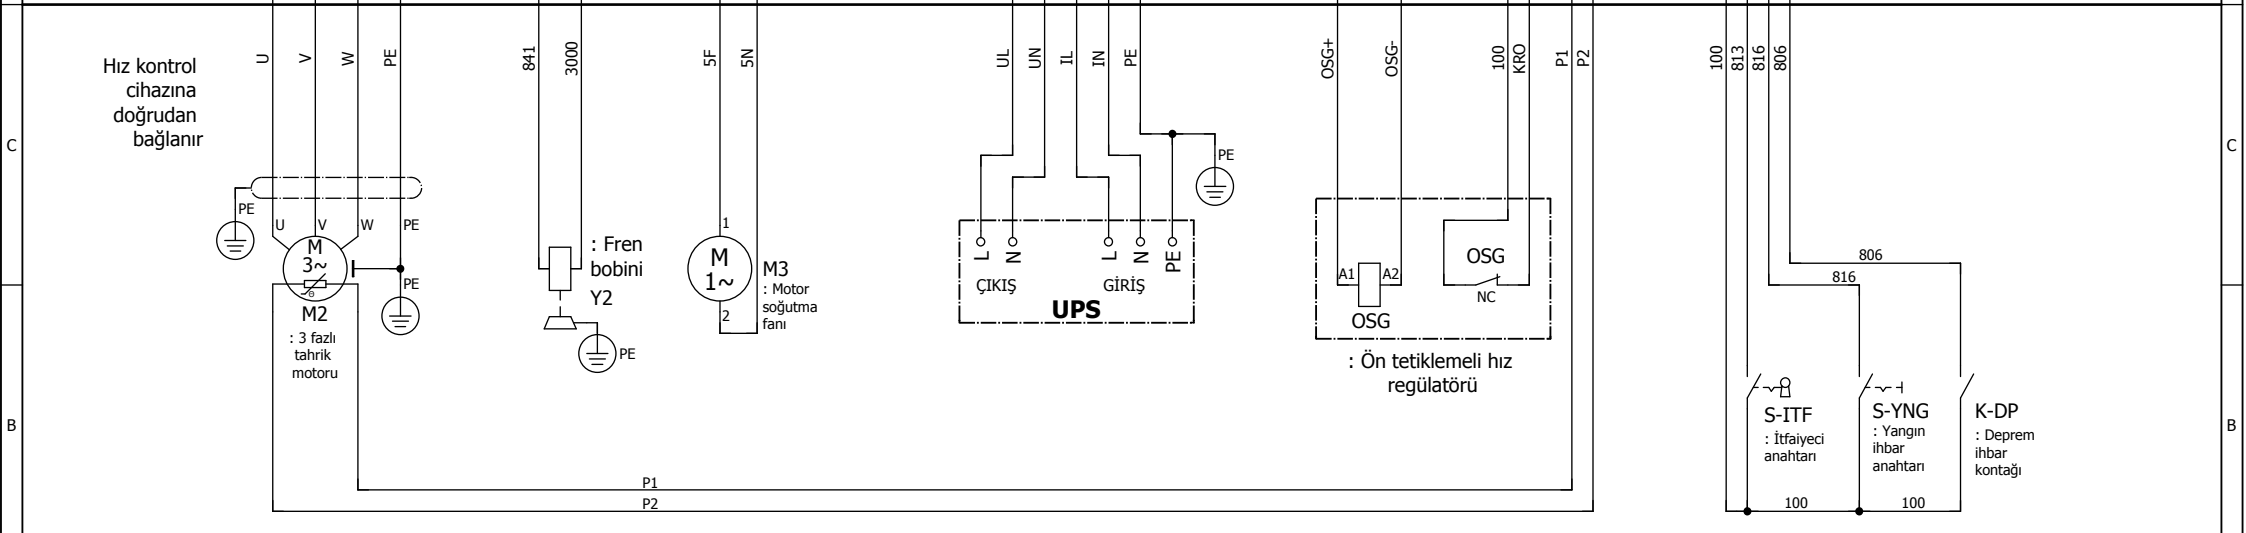 U
V
W
PE
841
3000
5F
5N
UL
UN
IL
IN
PE
OSG+
OSG-
100
KRO
P1
P2
100
813
816
806
Hız kontrol
cihazına
doğrudan
bağlanır
C
C
PE
PE
U
V
W
PE
1
M
3~
PE
M2
: 3 fazlı
tahrik
motoru
: Fren
bobini
Y2
PE
M
1~
M3
: Motor
soğutma
fanı
2
L
N
L
N
PE
ÇIKIŞ
GİRİŞ
UPS
A1
A2
OSG
OSG
NC
: Ön tetiklemeli hız
regülatörü
806
816
S-ITF
: İtfaiyeci
anahtarı
S-YNG
: Yangın
ihbar
anahtarı
K-DP
: Deprem
ihbar
kontağı
B
B
P1
P2
100
100